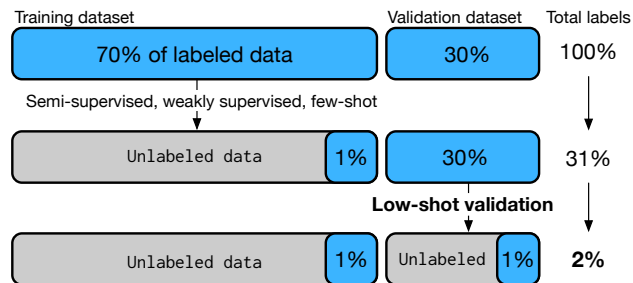 Training dataset Validation dataset Total labels
70% of labeled data 30% 100%
Semi-supervised, weakly supervised, few-shot
Unlabeled data 1% 30% 31%
Low-shot validation
Unlabeled data 1% Unlabeled 1% 2%